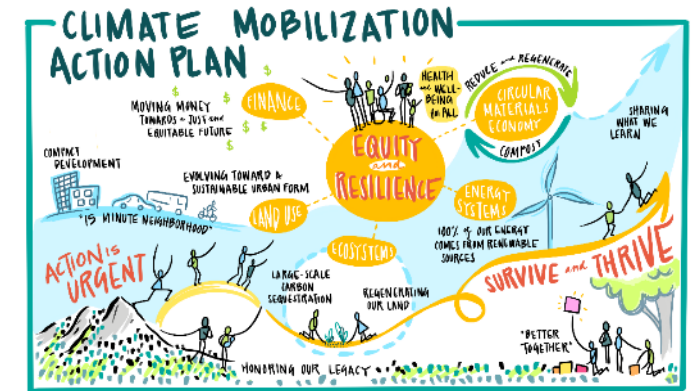 CLIMATE MOBILIZATION
ACTION PLAN
MOVING MONEY
TOWARDS A JUST and
EQUITABLE FUTURE
$ $ $ $ $ $ $
FINANCE
HEALTH
and WELL-
BEING
for ALL
REDUCE and REGENERATE
CIRCULAR
MATERIALS
ECONOMY
COMPOST
SHARING
WHAT WE
LEARN
EQUITY
and
RESILIENCE
COMPACT
DEVELOPMENT
"15 MINUTE NEIGHBORHOOD"
EVOLVING TOWARD A
SUSTAINABLE URBAN FORM
LAND USE
ENERGY
SYSTEMS
100% of OUR ENERGY
COMES FROM RENEWABLE
SOURCES
ECOSYSTEMS
LARGE-SCALE
CARBON
SEQUESTRATION
REGENERATING
OUR LAND
ACTION IS
URGENT
SURVIVE and THRIVE
HONORING OUR LEGACY
"BETTER
TOGETHER"